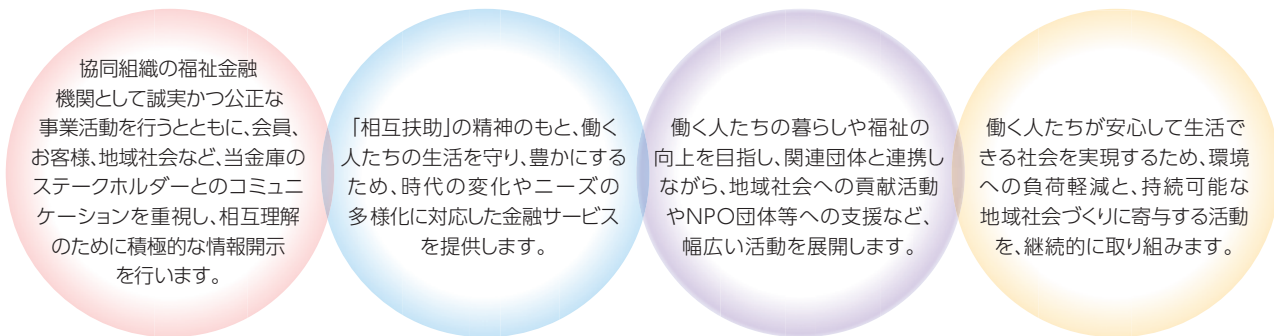 協同組織の福祉金融
機関として誠実かつ公正な
事業活動を行うとともに、会員、
お客様、地域社会など、当金庫の
ステークホルダーとのコミュニ
ケーションを重視し、相互理解
のために積極的な情報開示
を行います。
「相互扶助」の精神のもと、働く
人たちの生活を守り、豊かにする
ため、時代の変化やニーズの
多様化に対応した金融サービス
を提供します。
働く人たちの暮らしや福祉の
向上を目指し、関連団体と連携し
ながら、地域社会への貢献活動
やNPO団体等への支援など、
幅広い活動を展開します。
働く人たちが安心して生活で
きる社会を実現するため、環境
への負荷軽減と、持続可能な
地域社会づくりに寄与する活動
を、継続的に取り組みます。